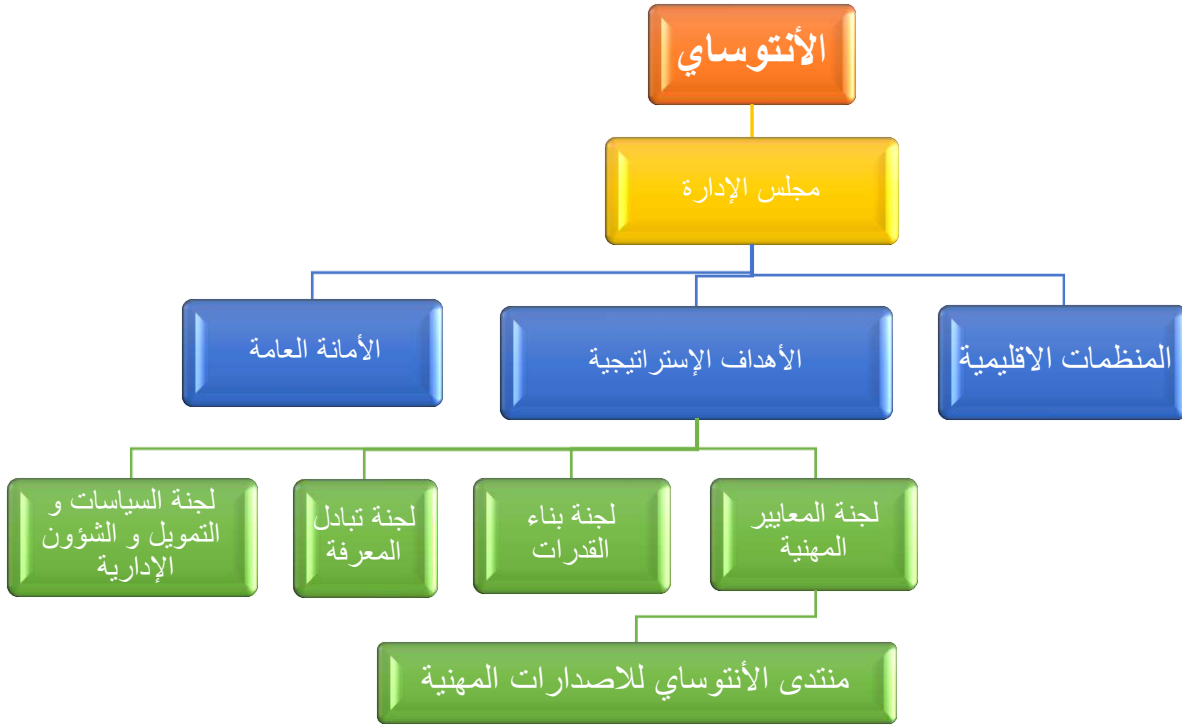 الأنتوساي
مجلس الإدارة
المنظمات الاقليمية
الأهداف الإستراتيجية
الأمانة العامة
لجنة المعايير
المهنية
لجنة بناء
القدرات
لجنة تبادل
المعرفة
لجنة السياسات و
التمويل و الشؤون
الإدارية
منتدى الأنتوساي للاصدارات المهنية